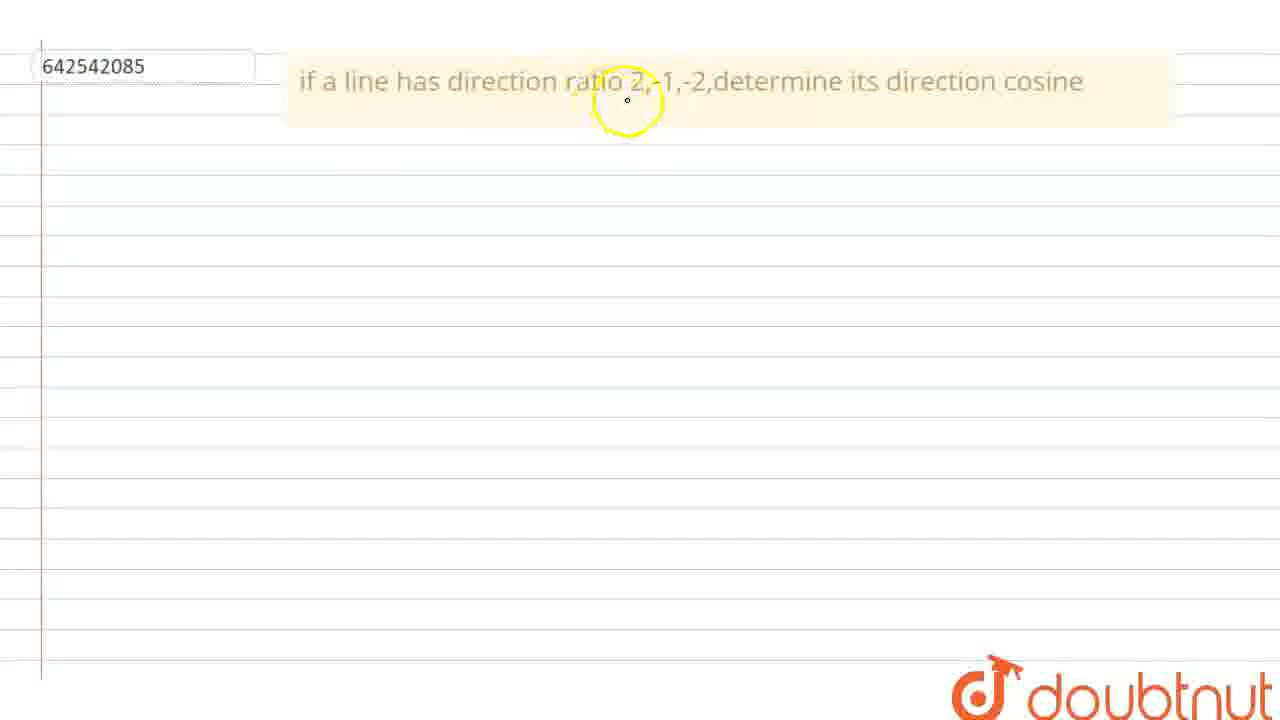 642542085
if a line has direction ratio 2,-1,-2,determine its direction cosine
doubtnut